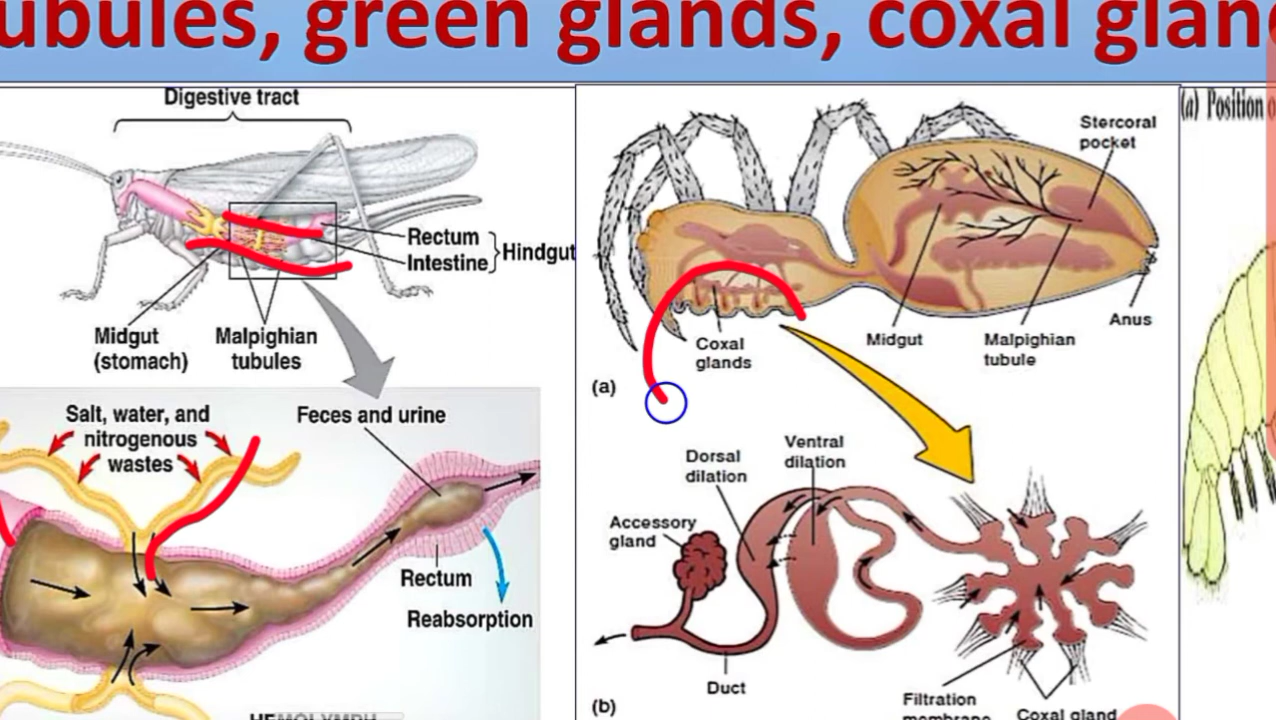 ubules, green glands, coxal glan
Digestive tract
Rectum
Intestine
Hindgut
Midgut
(stomach)
Malpighian
tubules
Salt, water, and
nitrogenous
wastes
Feces and urine
Rectum
Reabsorption
HEMOLYMPH
Stercoral
pocket
Coxal
glands
Midgut
Malpighian
tubule
Anus
(a)
Dorsal
dilation
Ventral
dilation
Accessory
gland
Duct
Filtration
membrane
Coxal gland
(b)
(a) Position o